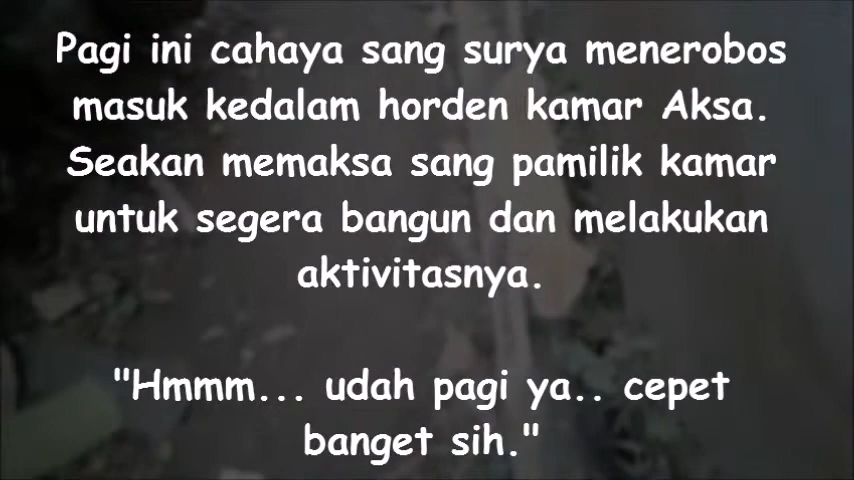 Pagi ini cahaya sang surya menerobos
masuk kedalam horden kamar Aksa.
Seakan memaksa sang pamilik kamar
untuk segera bangun dan melakukan
aktivitasnya.
"Hmmm... udah pagi ya.. cepet
banget sih."